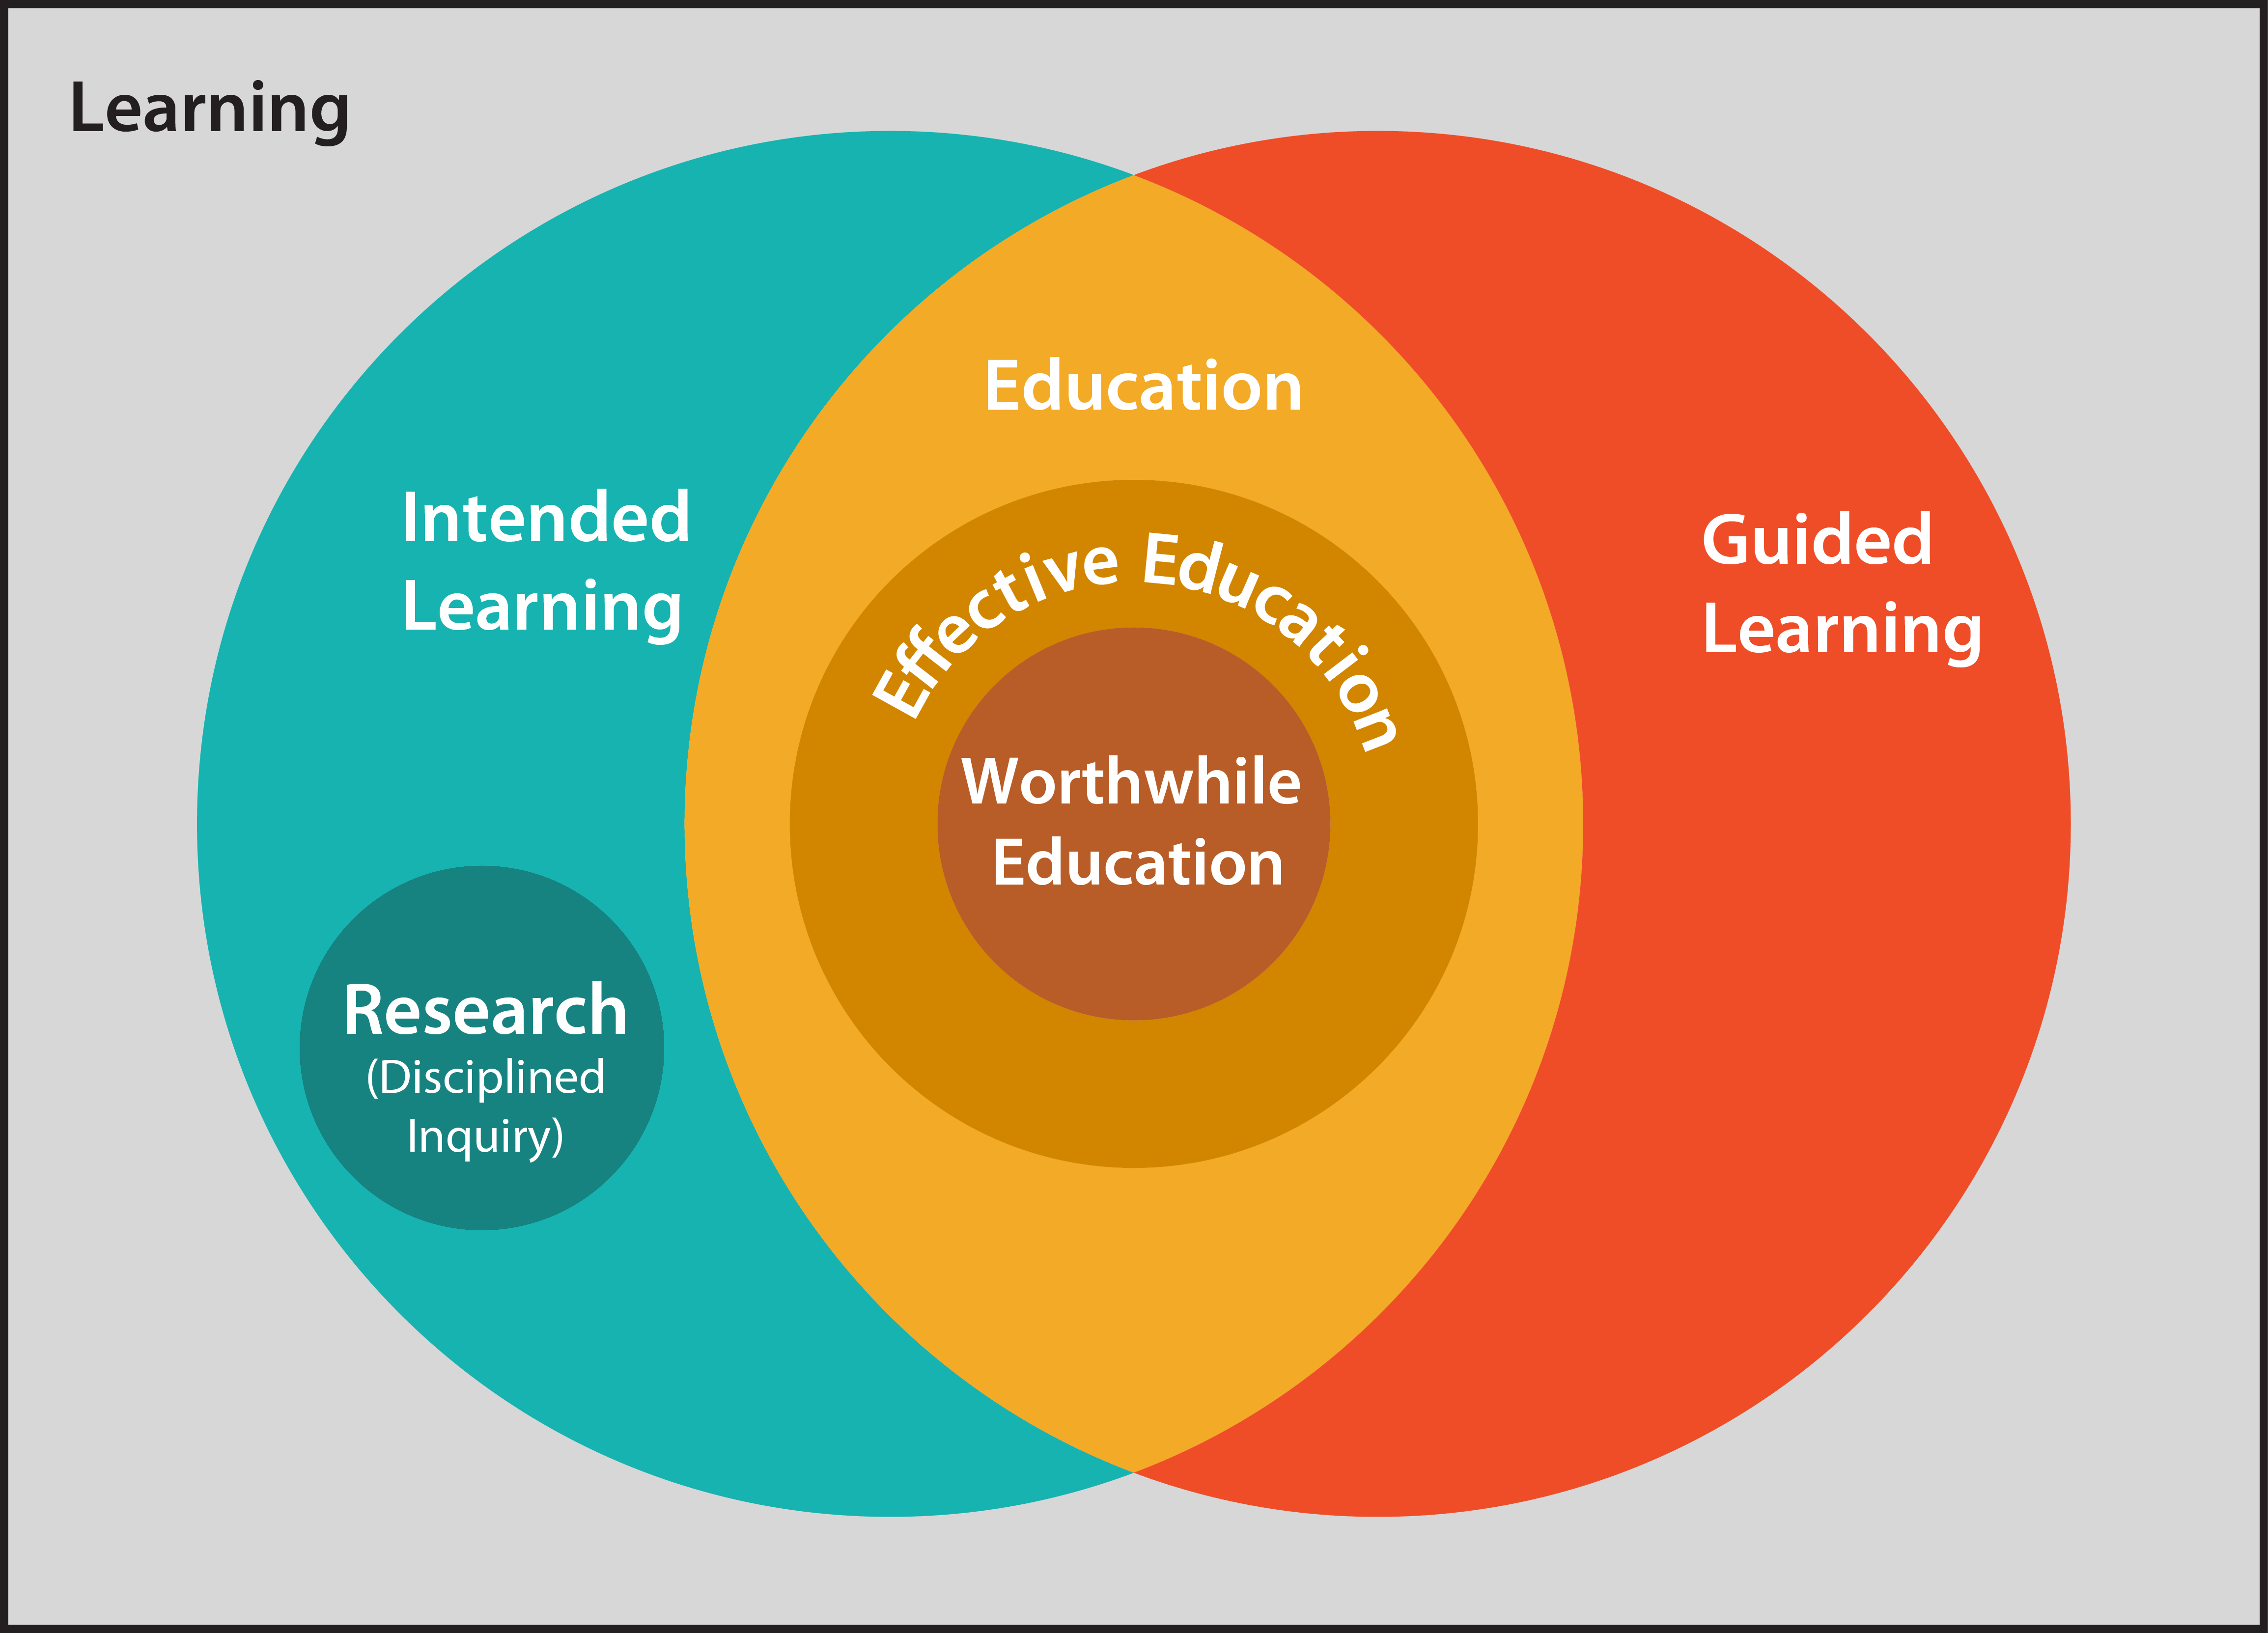 Learning
Education
Intended
Learning
Guided
Learning
Effective Education
Worthwhile
Education
Research
(Disciplined
Inquiry)